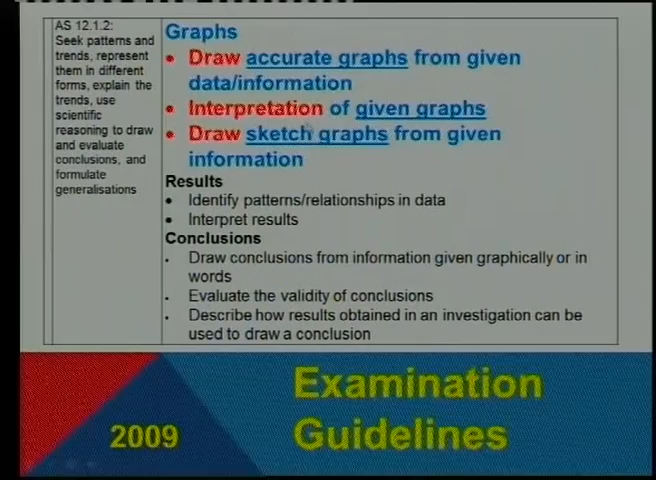 AS 12.1.2:
Seek patterns and
trends, represent
them in different
forms, explain the
trends, use
scientific
reasoning to draw
and evaluate
conclusions, and
formulate
generalisations
Graphs
• Draw accurate graphs from given
data/information
• Interpretation of given graphs
• Draw sketch graphs from given
information
Results
• Identify patterns/relationships in data
• Interpret results
Conclusions
• Draw conclusions from information given graphically or in
words
• Evaluate the validity of conclusions
• Describe how results obtained in an investigation can be
used to draw a conclusion
2009
Examination
Guidelines